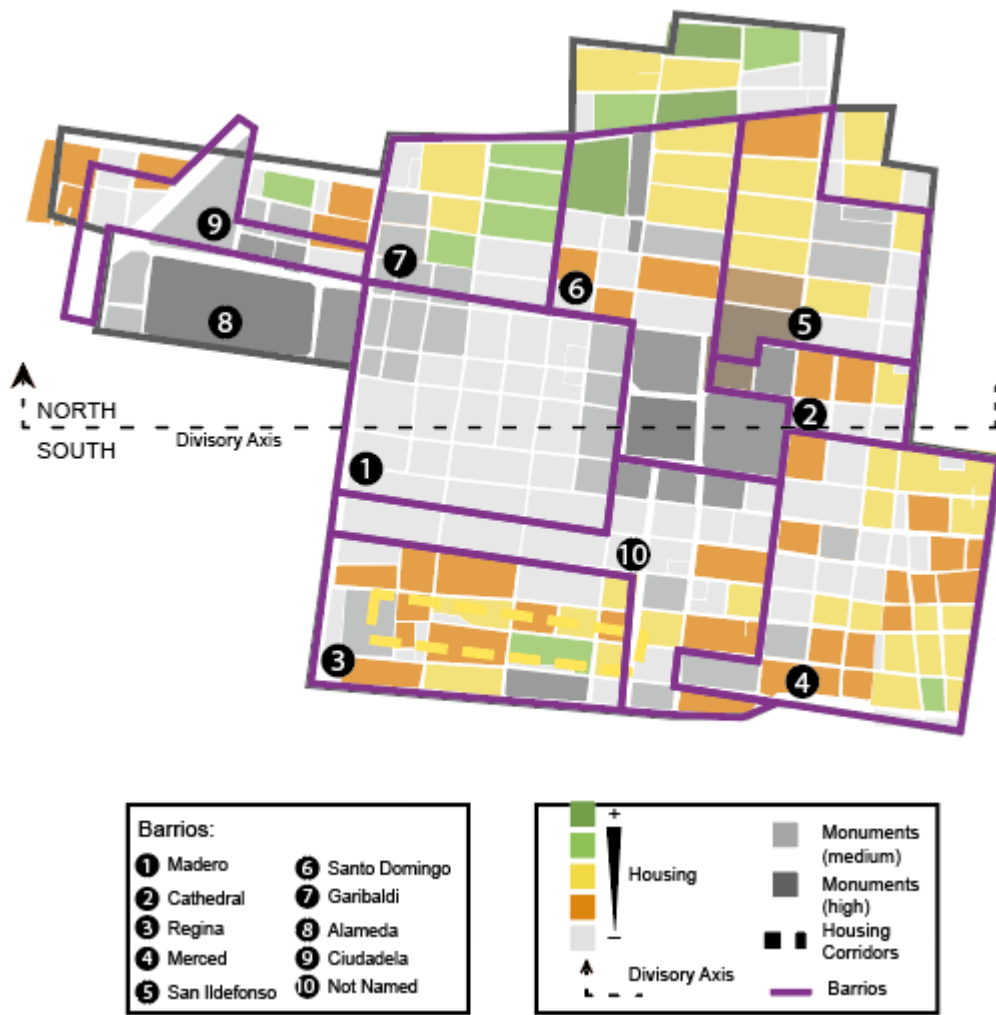 9
7
6
8
5
NORTH
2
SOUTH
Divisory Axis
1
10
3
4
Barrios:
1 Madero
2 Cathedral
3 Regina
4 Merced
5 San Ildefonso
6 Santo Domingo
7 Garibaldi
8 Alameda
9 Ciudadela
10 Not Named
+
Housing
–
Divisory Axis
Monuments
(medium)
Monuments
(high)
Housing
Corridors
Barrios